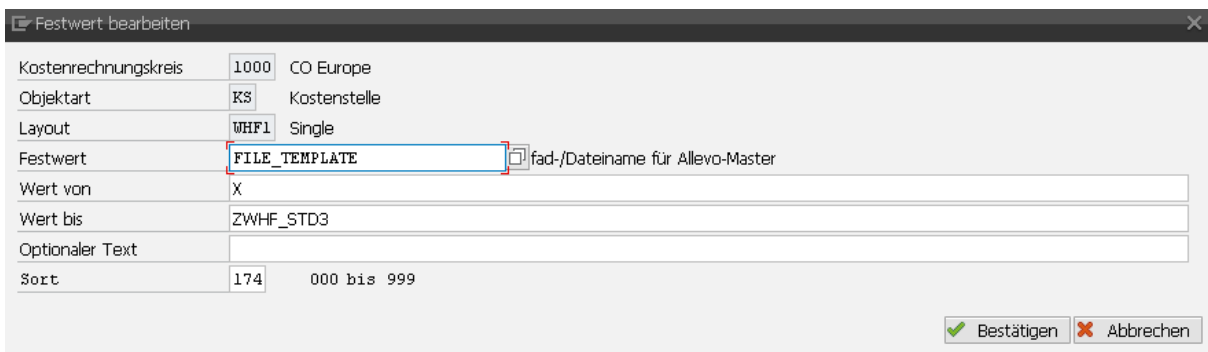 Festwert bearbeiten
Kostenrechnungskreis 1000 CO Europe
Objektart KS Kostenstelle
Layout WHF1 Single
Festwert FILE_TEMPLATE fad-/Dateiname für Allevo-Master
Wert von X
Wert bis ZWHF_STD3
Optionaler Text
Sort 174 000 bis 999
Bestätigen Abbrechen